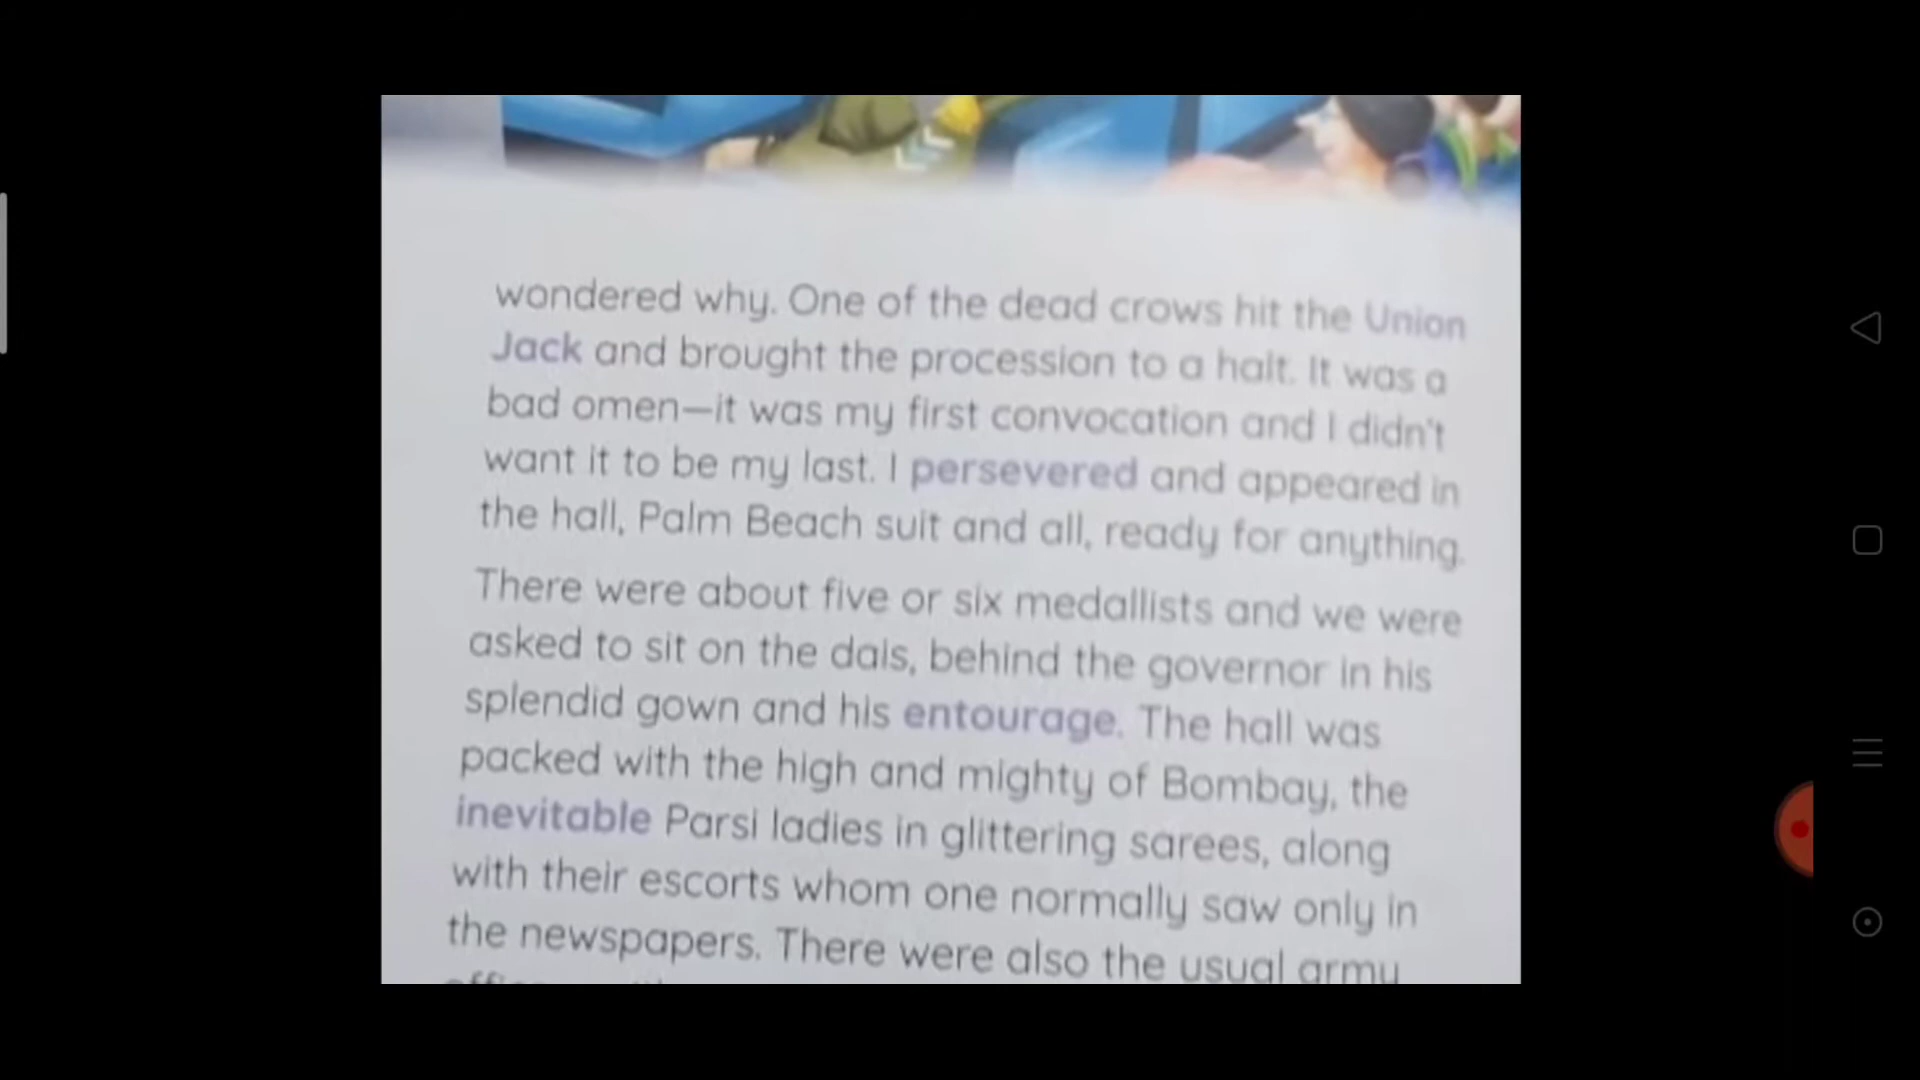 wondered why. One of the dead crows hit the Union
Jack and brought the procession to a halt. It was a
bad omen—it was my first convocation and I didn't
want it to be my last. I persevered and appeared in
the hall, Palm Beach suit and all, ready for anything.
There were about five or six medallists and we were
asked to sit on the dais, behind the governor in his
splendid gown and his entourage. The hall was
packed with the high and mighty of Bombay, the
inevitable Parsi ladies in glittering sarees, along
with their escorts whom one normally saw only in
the newspapers. There were also the usual army